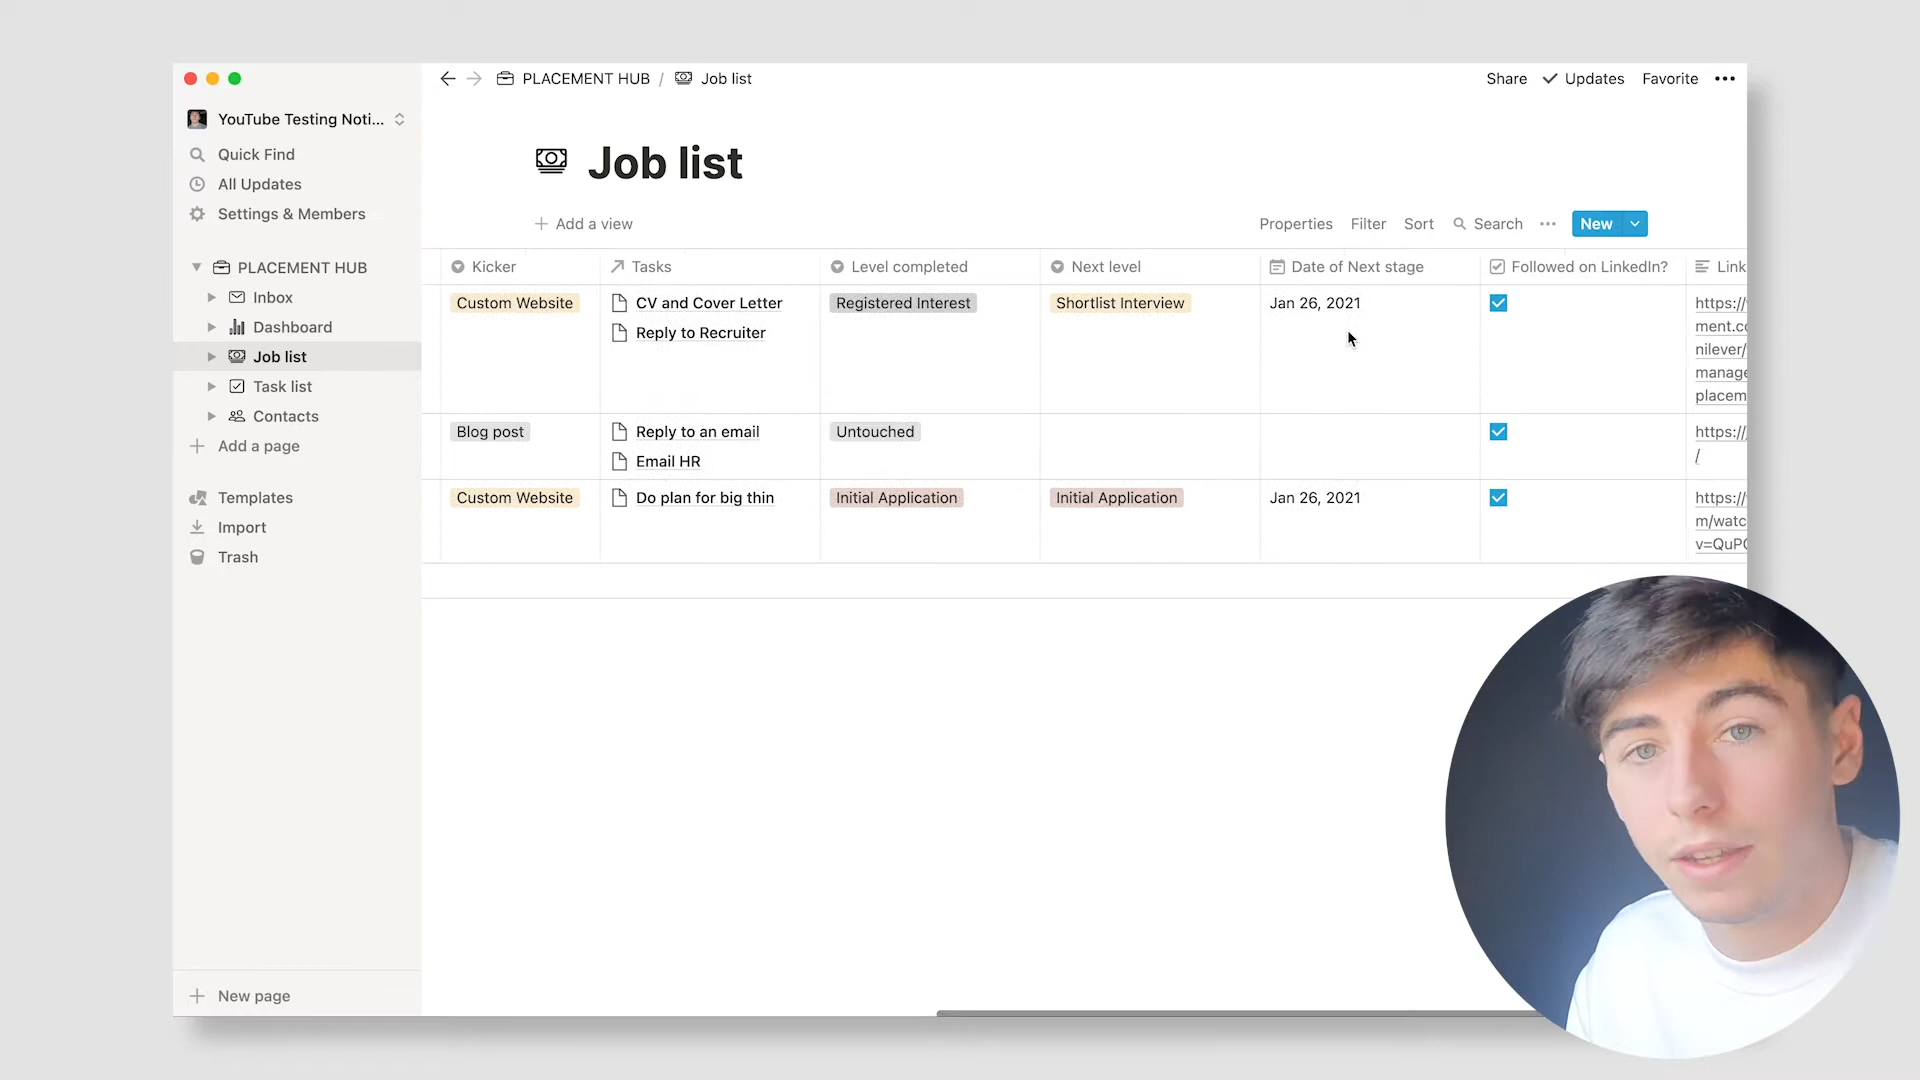 PLACEMENT HUB / Job list
Share Updates Favorite
YouTube Testing Noti...
Quick Find
All Updates
Settings & Members
PLACEMENT HUB
Inbox
Dashboard
Job list
Task list
Contacts
Add a page
Templates
Import
Trash
New page
Job list
Add a view
Properties Filter Sort Search New
Kicker Tasks Level completed Next level Date of Next stage Followed on LinkedIn? Link
Custom Website CV and Cover Letter Registered Interest Shortlist Interview Jan 26, 2021 https://
Reply to Recruiter
nilever/
manage
placem
Blog post Reply to an email Untouched https://
Email HR /
Custom Website Do plan for big thin Initial Application Initial Application Jan 26, 2021 https://
m/watc